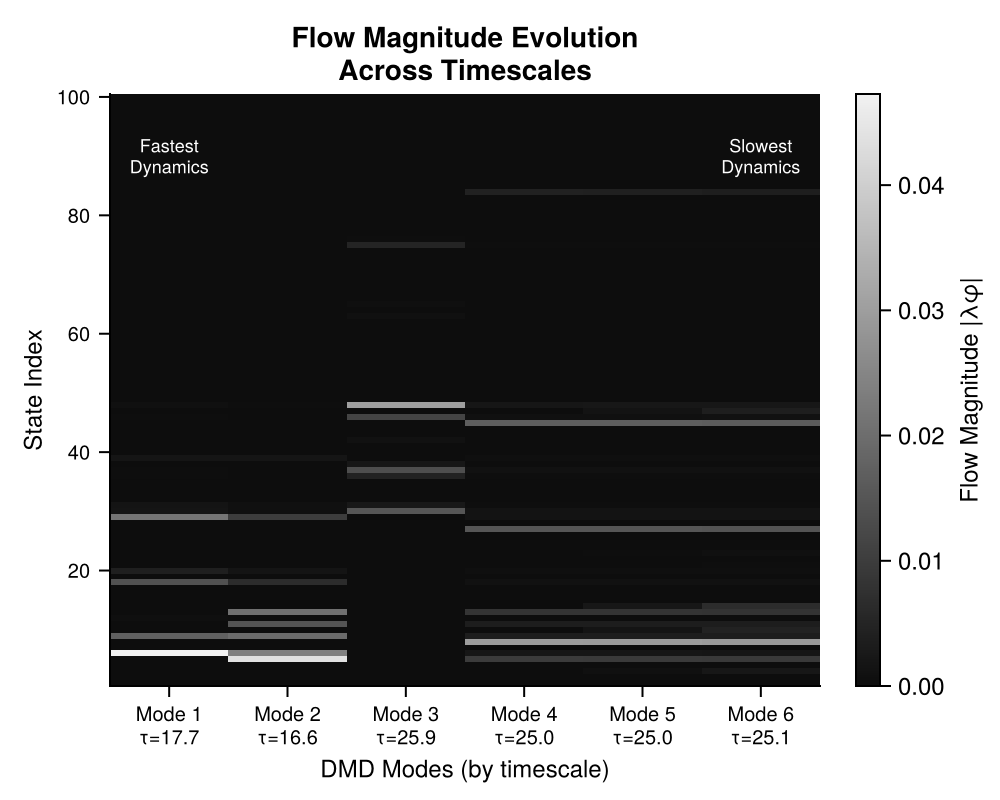 Flow Magnitude Evolution
Across Timescales
100
80
60
40
20
State Index
Fastest
Dynamics
Slowest
Dynamics
Mode 1
τ=17.7
Mode 2
τ=16.6
Mode 3
τ=25.9
Mode 4
τ=25.0
Mode 5
τ=25.0
Mode 6
τ=25.1
DMD Modes (by timescale)
0.04
0.03
0.02
0.01
0.00
Flow Magnitude |λφ|